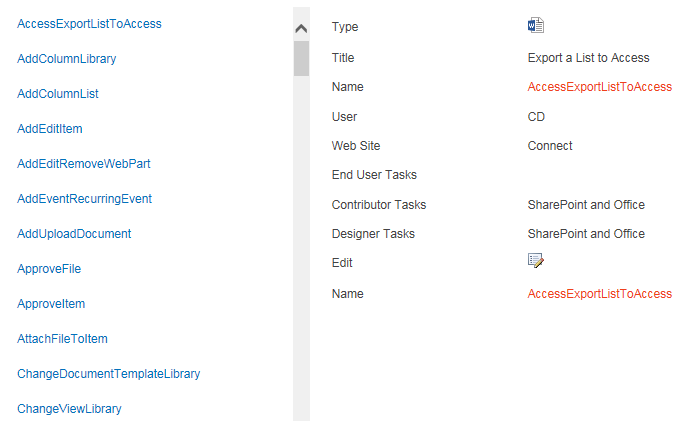 AccessExportListToAccess
AddColumnLibrary
AddColumnList
AddEditItem
AddEditRemoveWebPart
AddEventRecurringEvent
AddUploadDocument
ApproveFile
ApproveItem
AttachFileToItem
ChangeDocumentTemplateLibrary
ChangeViewLibrary
Type
Title Export a List to Access
Name AccessExportListToAccess
User CD
Web Site Connect
End User Tasks
Contributor Tasks SharePoint and Office
Designer Tasks SharePoint and Office
Edit
Name AccessExportListToAccess